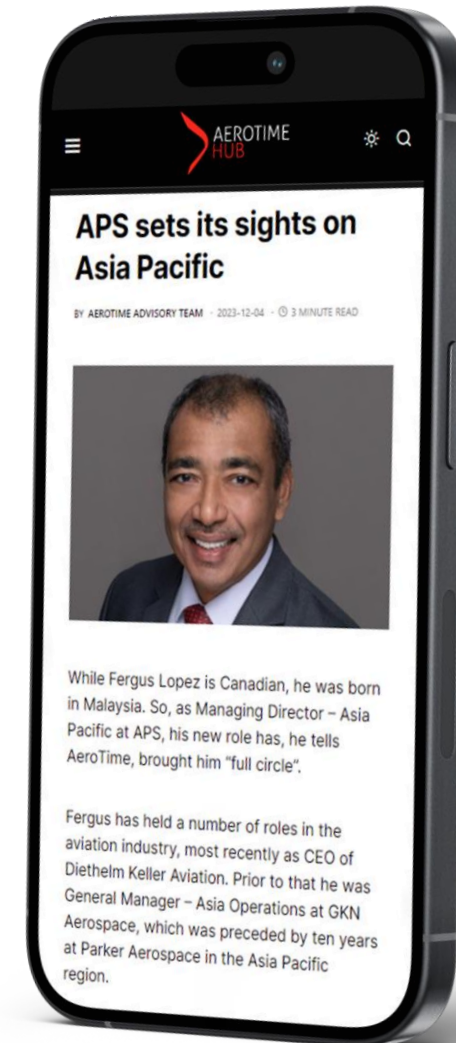 AEROTIME
HUB
APS sets its sights on
Asia Pacific
BY AEROTIME ADVISORY TEAM · 2023-12-04 · 3 MINUTE READ
While Fergus Lopez is Canadian, he was born
in Malaysia. So, as Managing Director – Asia
Pacific at APS, his new role has, he tells
AeroTime, brought him "full circle".
Fergus has held a number of roles in the
aviation industry, most recently as CEO of
Diethelm Keller Aviation. Prior to that he was
General Manager – Asia Operations at GKN
Aerospace, which was preceded by ten years
at Parker Aerospace in the Asia Pacific
region.